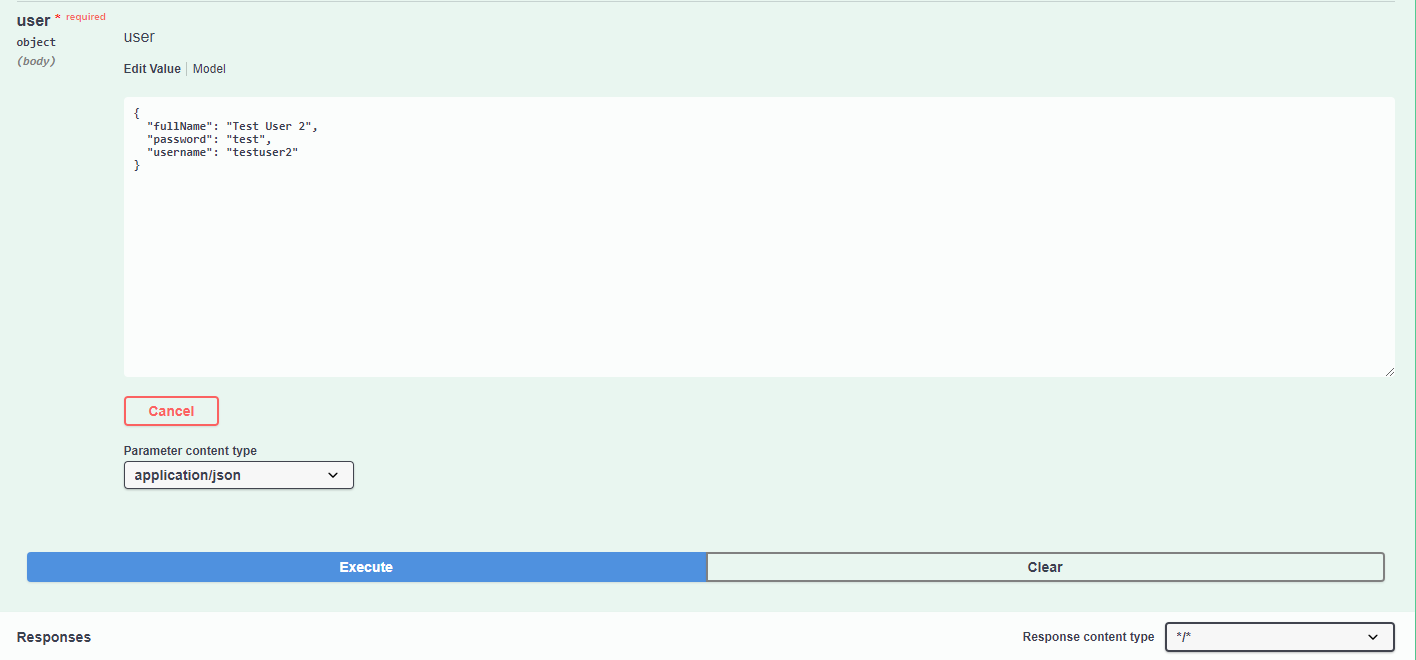 user * required
object
(body)
user
Edit Value | Model
{
  "fullName": "Test User 2",
  "password": "test",
  "username": "testuser2"
}
Cancel
Parameter content type
application/json
Execute
Clear
Responses
Response content type
*/*